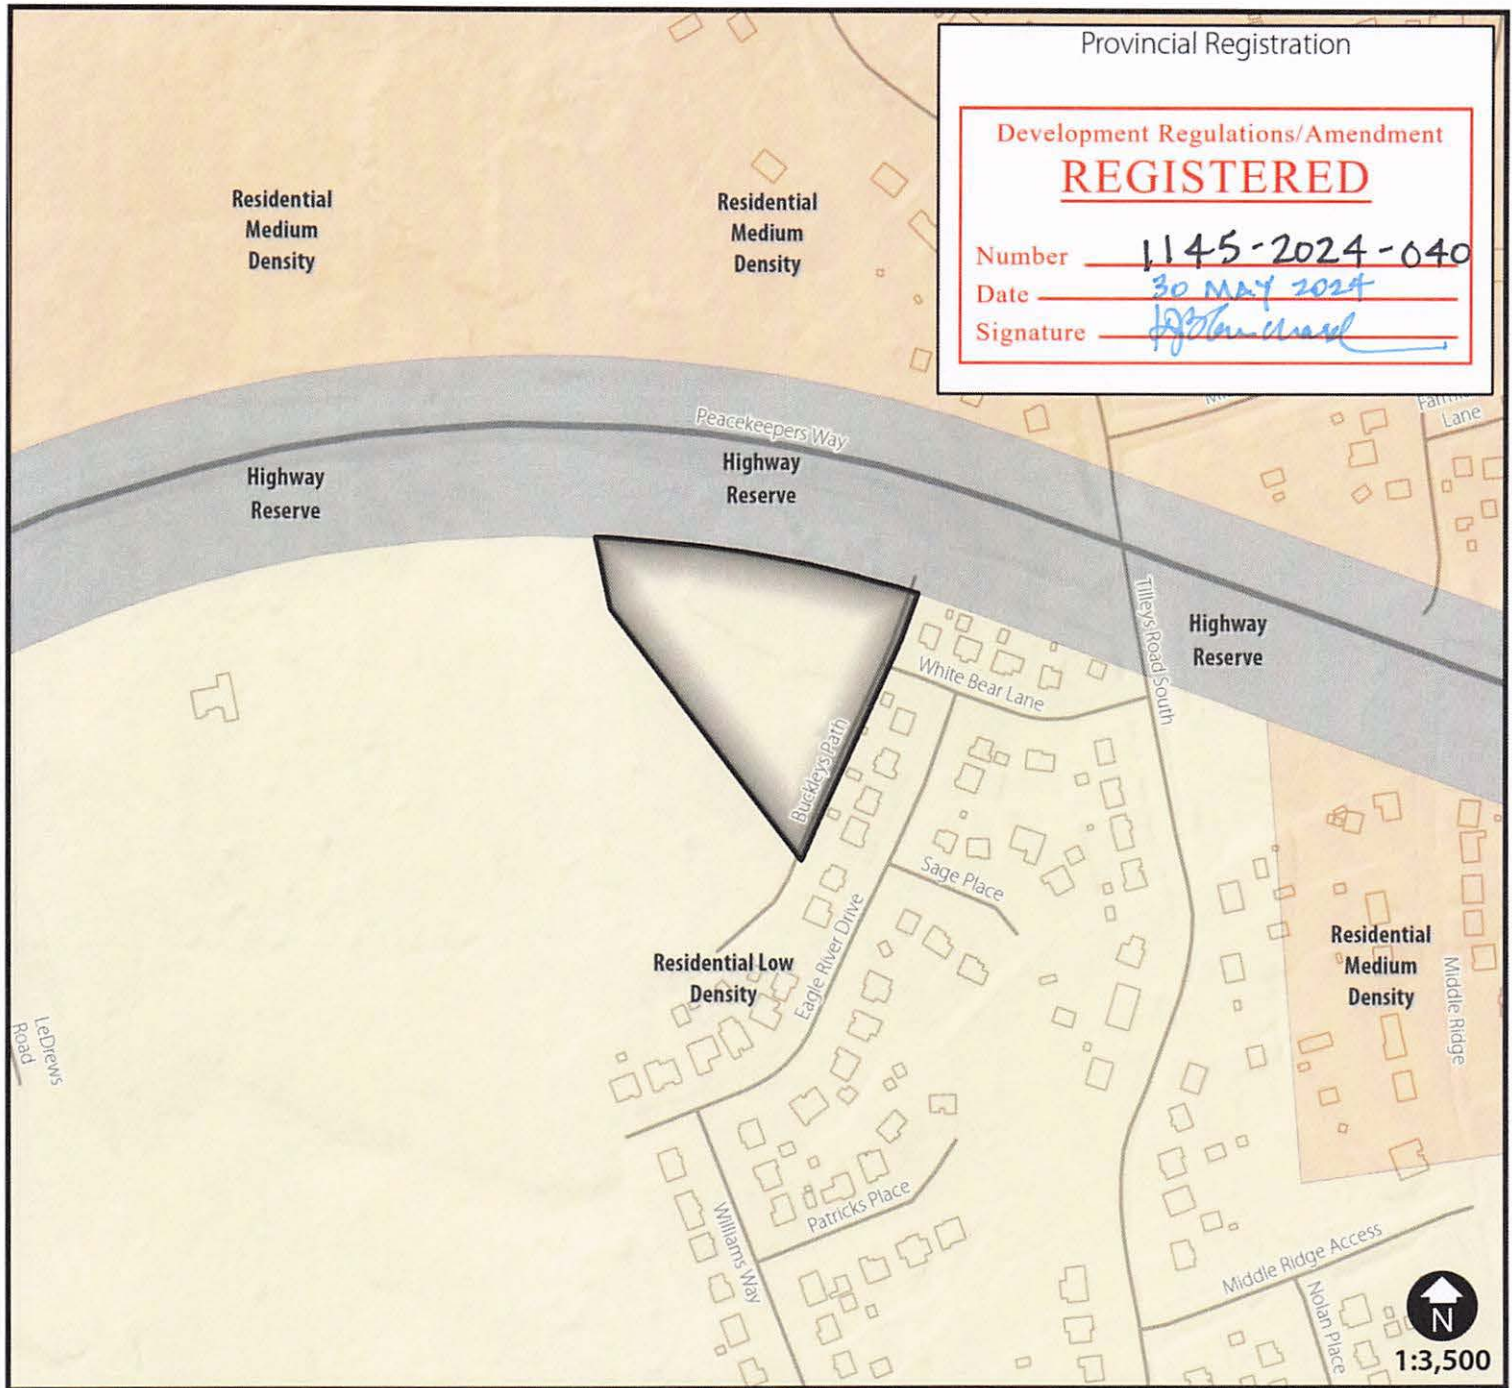 Provincial Registration
Development Regulations/Amendment
REGISTERED
Number 1145-2024-040
Date 30 MAY 2024
Signature
Residential
Medium
Density
Residential
Medium
Density
Peacekeepers Way
Lane
Highway
Reserve
Highway
Reserve
Tilleys Road South
Highway
Reserve
White Bear Lane
Buckleys Path
Sage Place
Eagle River Drive
Residential Low
Density
Residential
Medium
Density
Middle Ridge
LeDrews
Road
Patricks Place
Williams Way
Middle Ridge Access
Nolan Place
N
1:3,500